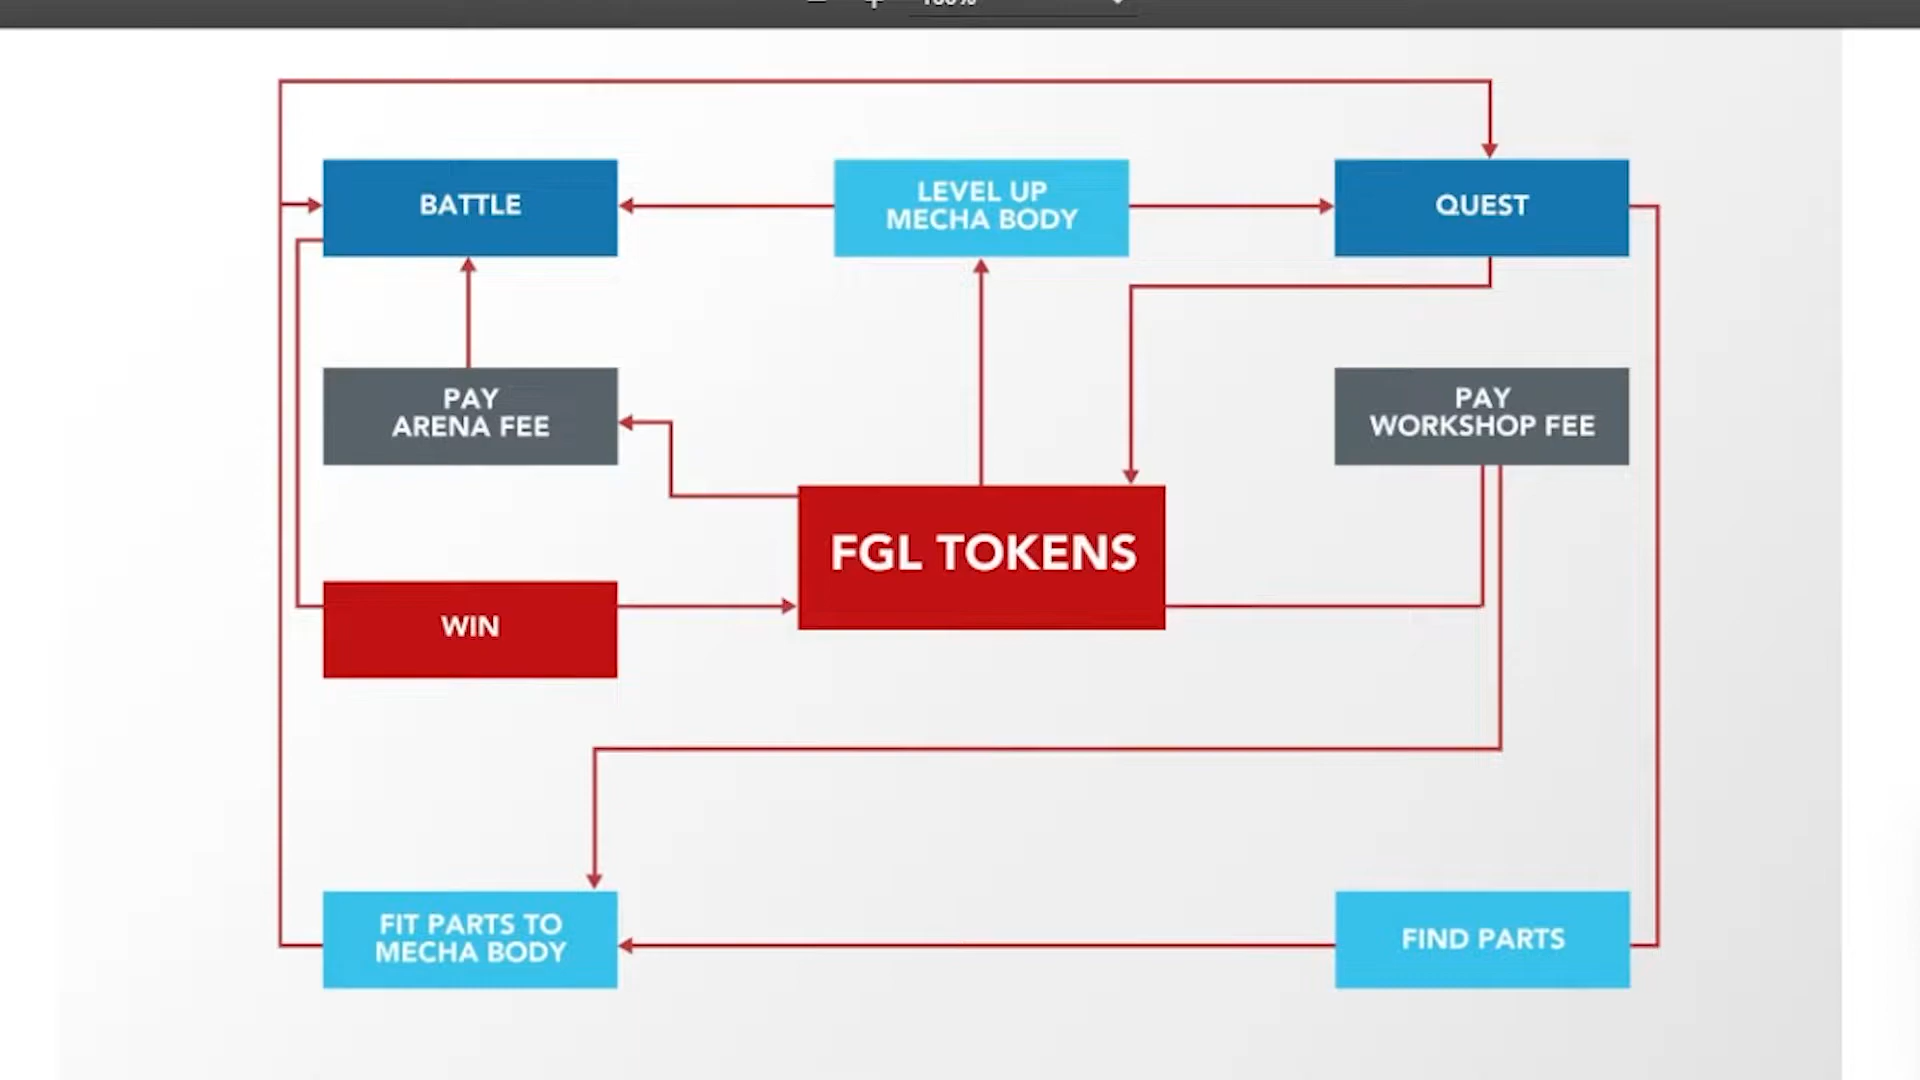 BATTLE
LEVEL UP
MECHA BODY
QUEST
PAY
ARENA FEE
PAY
WORKSHOP FEE
FGL TOKENS
WIN
FIT PARTS TO
MECHA BODY
FIND PARTS